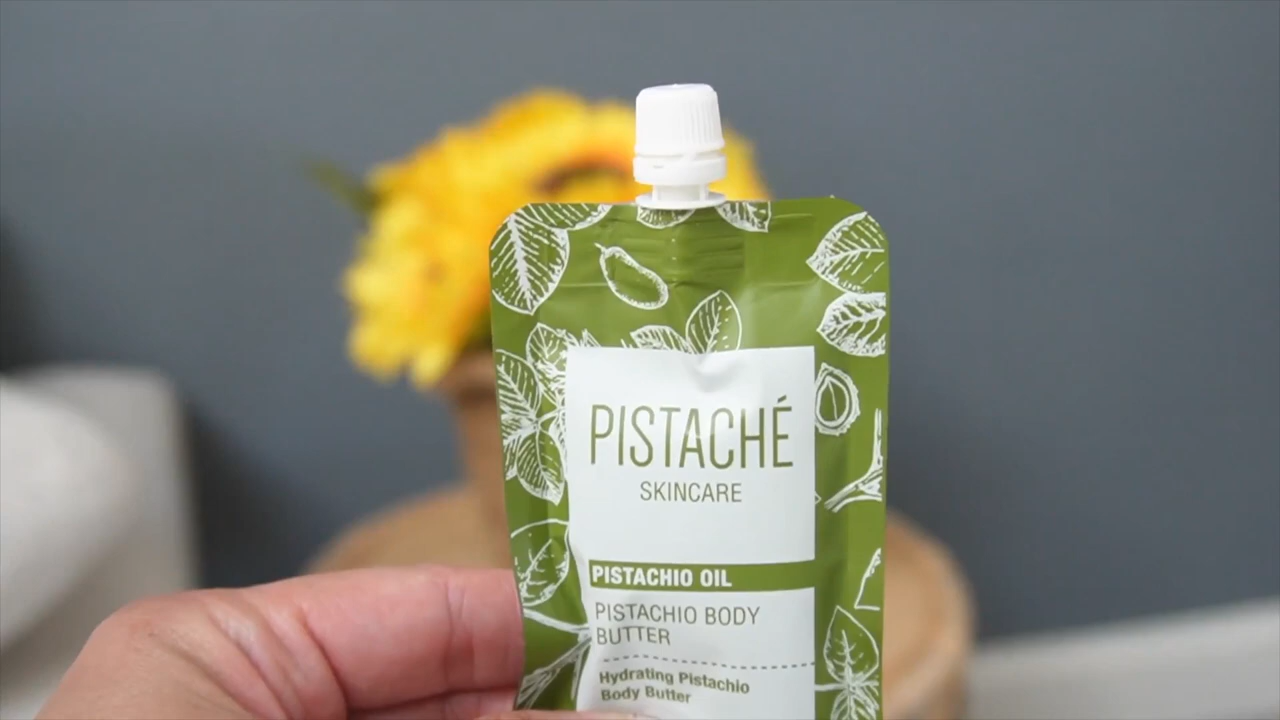 PISTACHÉ
SKINCARE
PISTACHIO OIL
PISTACHIO BODY
BUTTER
Hydrating Pistachio
Body Butter